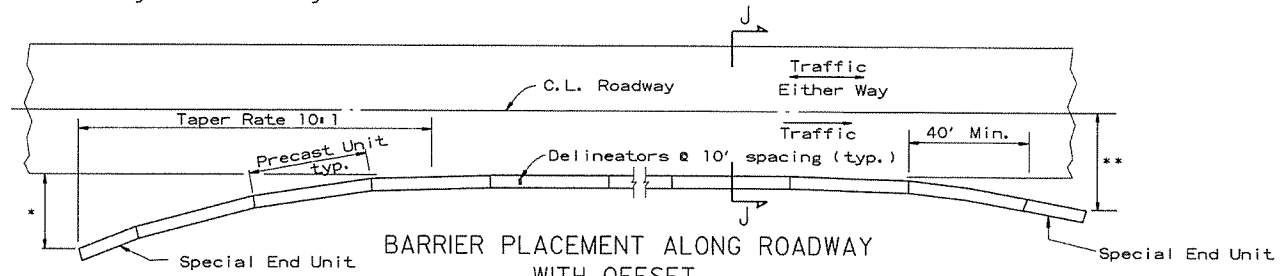 J
Traffic
Either Way
C.L. Roadway
Taper Rate 10:1
Traffic
40' Min.
Precast Unit
typ.
Delineators @ 10' spacing (typ.)
*
**
J
BARRIER PLACEMENT ALONG ROADWAY
WITH OFFSET
Special End Unit
Special End Unit